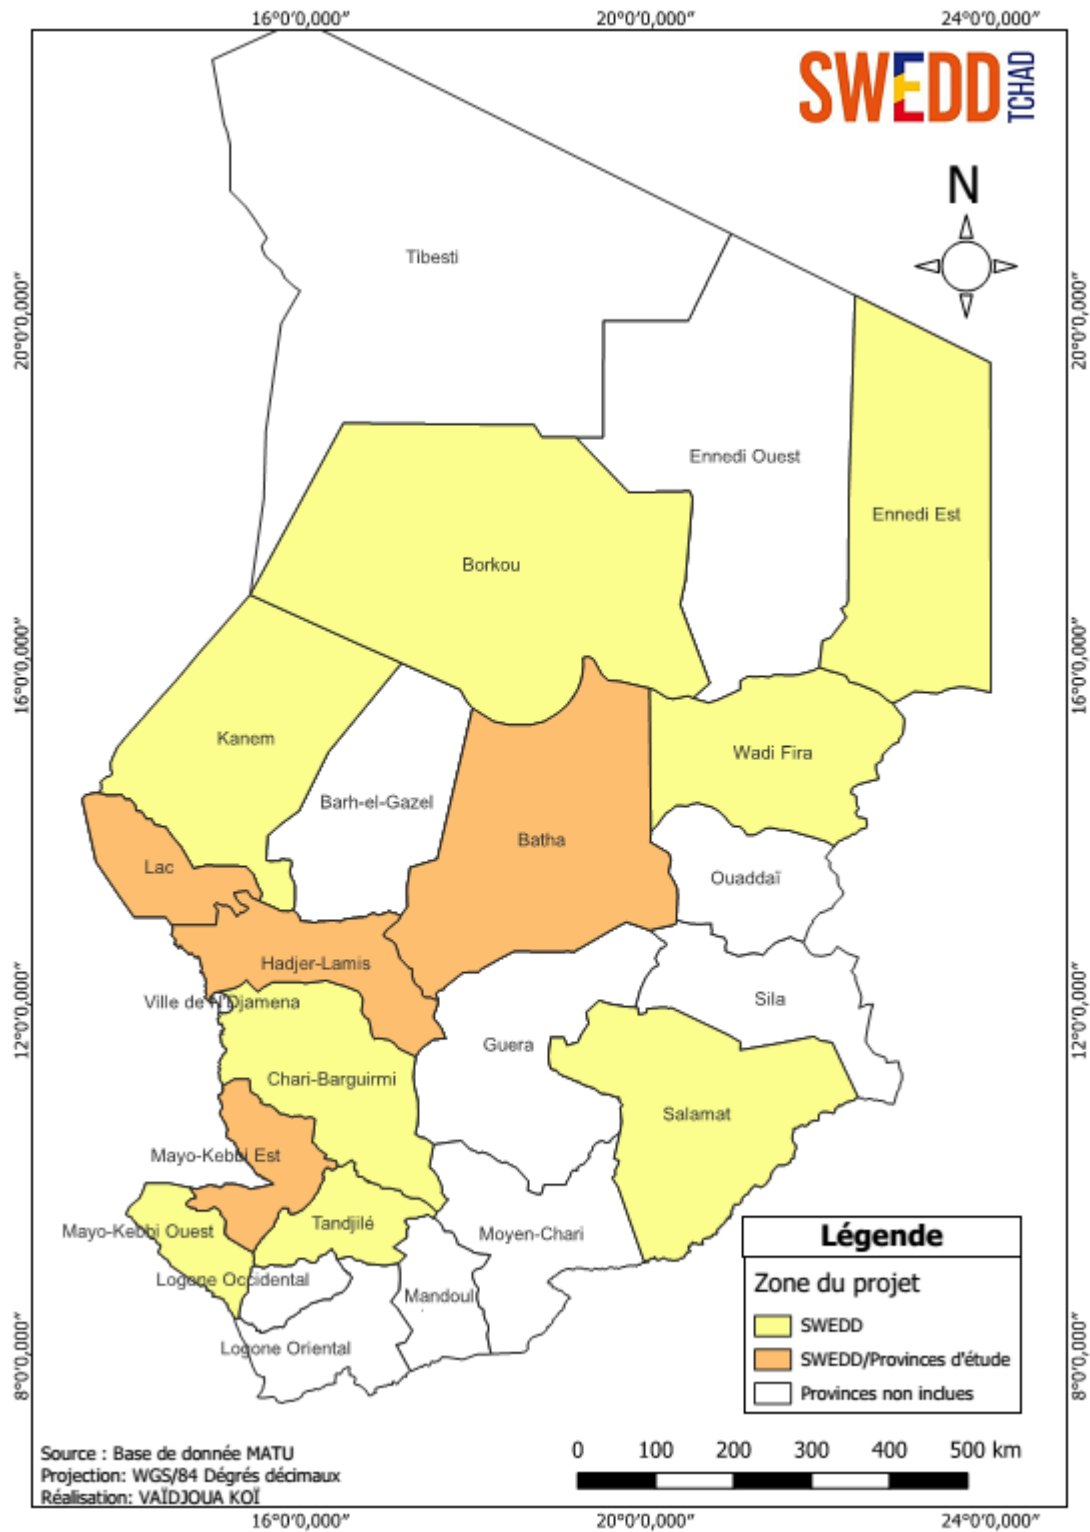 16°0'0,000″ 20°0'0,000″ 24°0'0,000″
SWEDD
TCHAD
N
Tibesti
20°0'0,000″
20°0'0,000″
Ennedi Ouest
Ennedi Est
Borkou
16°0'0,000″
16°0'0,000″
Kanem
Wadi Fira
Barh-el-Gazel
Batha
Lac
Ouaddaï
Hadjer-Lamis
Ville de N'Djamena
Sila
12°0'0,000″
12°0'0,000″
Guera
Chari-Barguirmi
Salamat
Mayo-Kebbi Est
Mayo-Kebbi Ouest
Tandjilé
Moyen-Chari
Logone Occidental
Mandoul
Logone Oriental
8°0'0,000″
8°0'0,000″
Légende
Zone du projet
SWEDD
SWEDD/Provinces d'étude
Provinces non inclues
Source : Base de donnée MATU
Projection: WGS/84 Dégrés décimaux
Réalisation: VAÏDJOUA KOÏ
0 100 200 300 400 500 km
16°0'0,000″ 20°0'0,000″ 24°0'0,000″